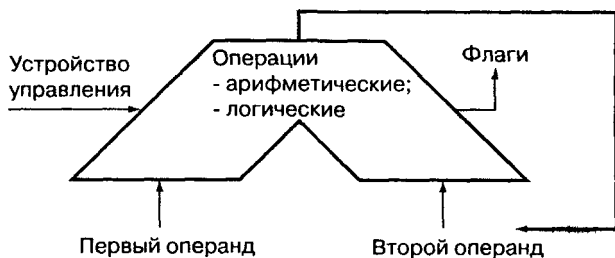 Операции
- арифметические;
- логические
Устройство
управления
Флаги
Первый операнд
Второй операнд